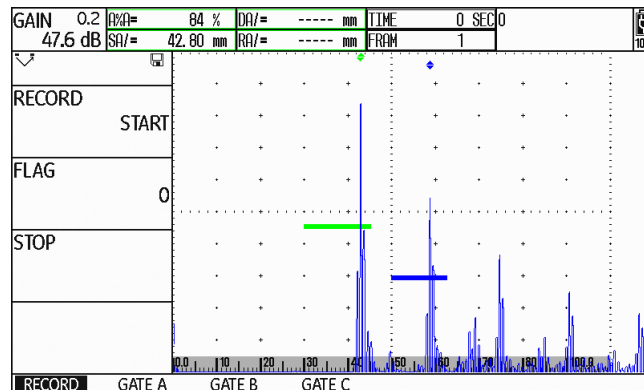 GAIN 0.2 A%A= 84 % DA/= ----- mm TIME 0 SEC 0
47.6 dB SA/= 42.80 mm RA/= ----- mm FRAM 1
RECORD
START
FLAG
0
STOP
0.0 10 20 30 40 50 60 70 80
RECORD GATE A GATE B GATE C